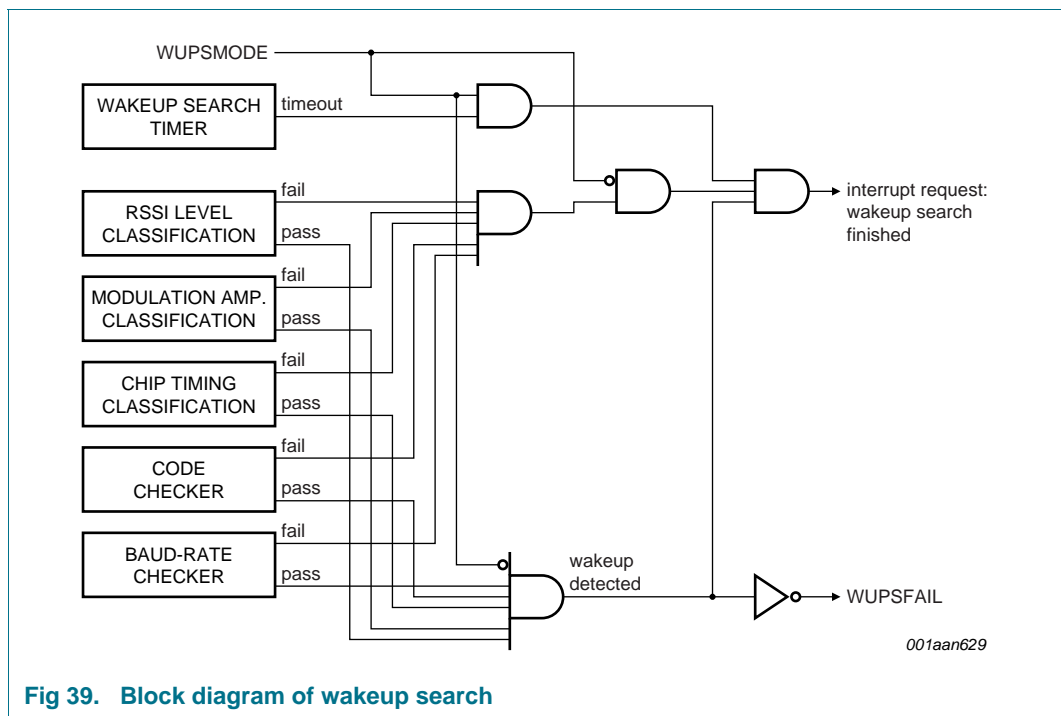 WUPSMODE
WAKEUP SEARCH
TIMER
timeout
RSSI LEVEL
CLASSIFICATION
fail
pass
MODULATION AMP.
CLASSIFICATION
fail
pass
CHIP TIMING
CLASSIFICATION
fail
pass
CODE
CHECKER
fail
pass
BAUD-RATE
CHECKER
fail
pass
interrupt request:
wakeup search
finished
wakeup
detected
WUPSFAIL
001aan629
Fig 39. Block diagram of wakeup search